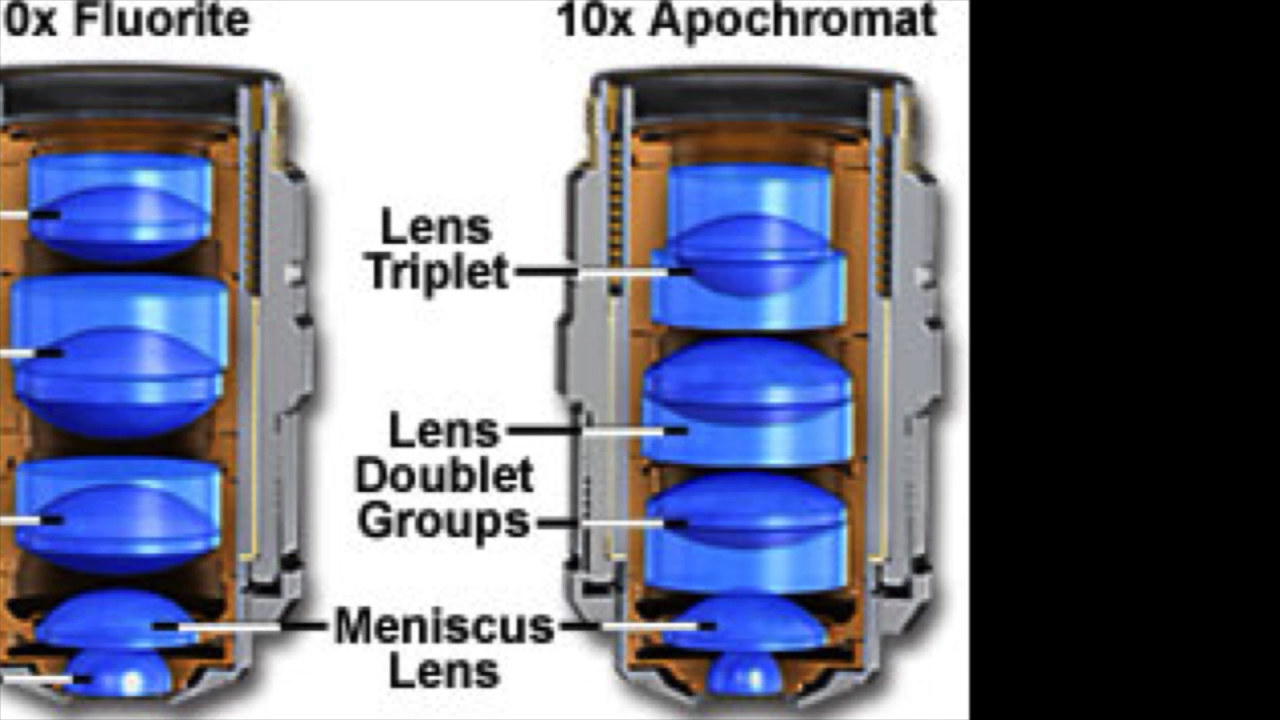 0x Fluorite
10x Apochromat
Lens
Triplet
Lens
Doublet
Groups
Meniscus
Lens